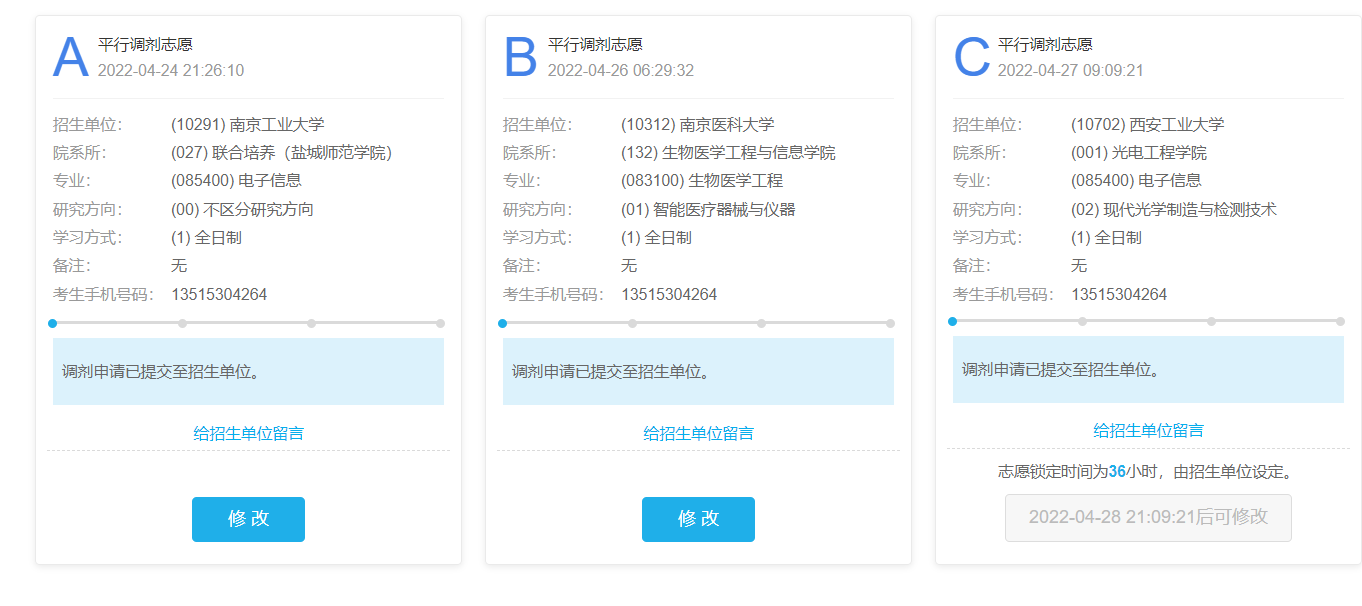 A 平行调剂志愿
2022-04-24 21:26:10
招生单位： (10291) 南京工业大学
院系所： (027) 联合培养（盐城师范学院）
专业： (085400) 电子信息
研究方向： (00) 不区分研究方向
学习方式： (1) 全日制
备注： 无
考生手机号码： 13515304264
调剂申请已提交至招生单位。
给招生单位留言
修 改
B 平行调剂志愿
2022-04-26 06:29:32
招生单位： (10312) 南京医科大学
院系所： (132) 生物医学工程与信息学院
专业： (083100) 生物医学工程
研究方向： (01) 智能医疗器械与仪器
学习方式： (1) 全日制
备注： 无
考生手机号码： 13515304264
调剂申请已提交至招生单位。
给招生单位留言
修 改
C 平行调剂志愿
2022-04-27 09:09:21
招生单位： (10702) 西安工业大学
院系所： (001) 光电工程学院
专业： (085400) 电子信息
研究方向： (02) 现代光学制造与检测技术
学习方式： (1) 全日制
备注： 无
考生手机号码： 13515304264
调剂申请已提交至招生单位。
给招生单位留言
志愿锁定时间为36小时，由招生单位设定。
2022-04-28 21:09:21后可修改